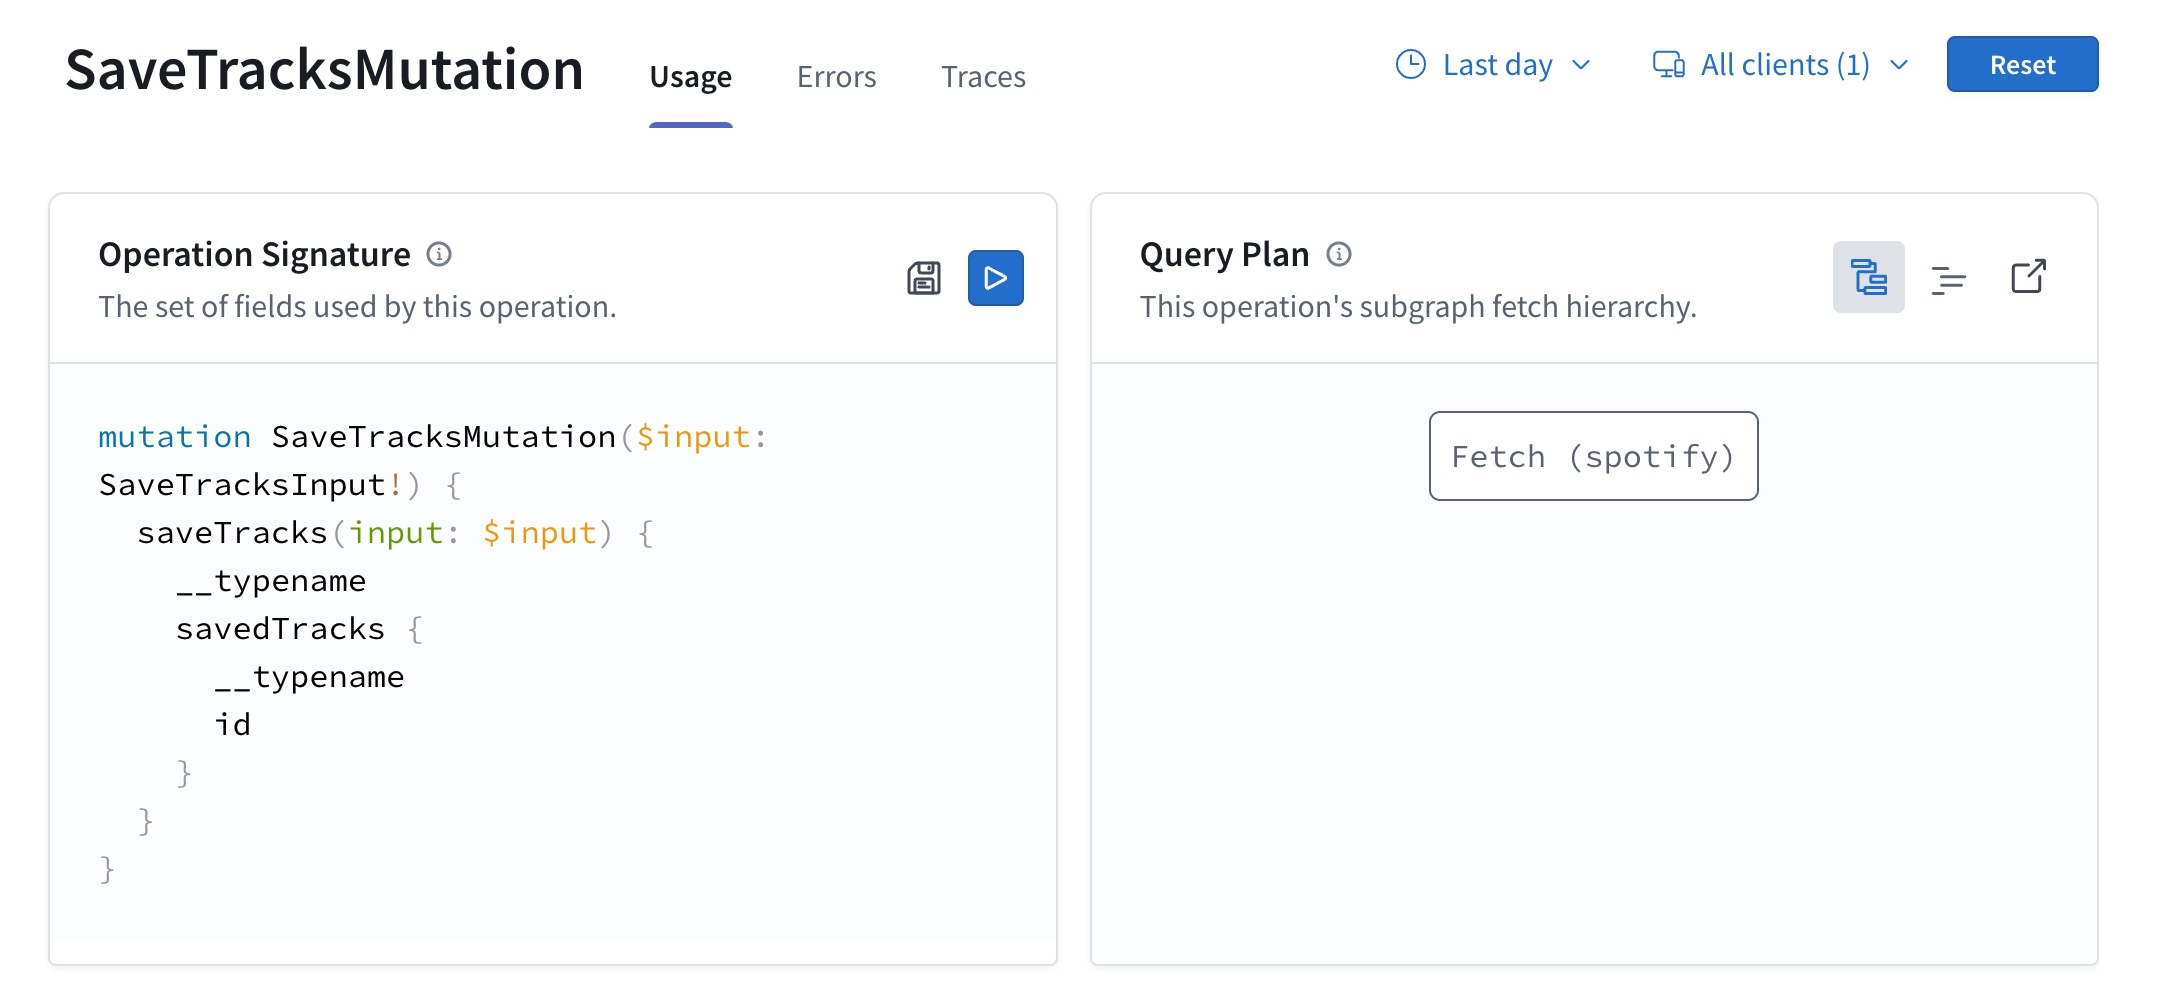 SaveTracksMutation
Usage
Errors
Traces
Last day
All clients (1)
Reset
Operation Signature
The set of fields used by this operation.
mutation SaveTracksMutation($input:
SaveTracksInput!) {
  saveTracks(input: $input) {
    __typename
    savedTracks {
      __typename
      id
    }
  }
}
Query Plan
This operation's subgraph fetch hierarchy.
Fetch (spotify)